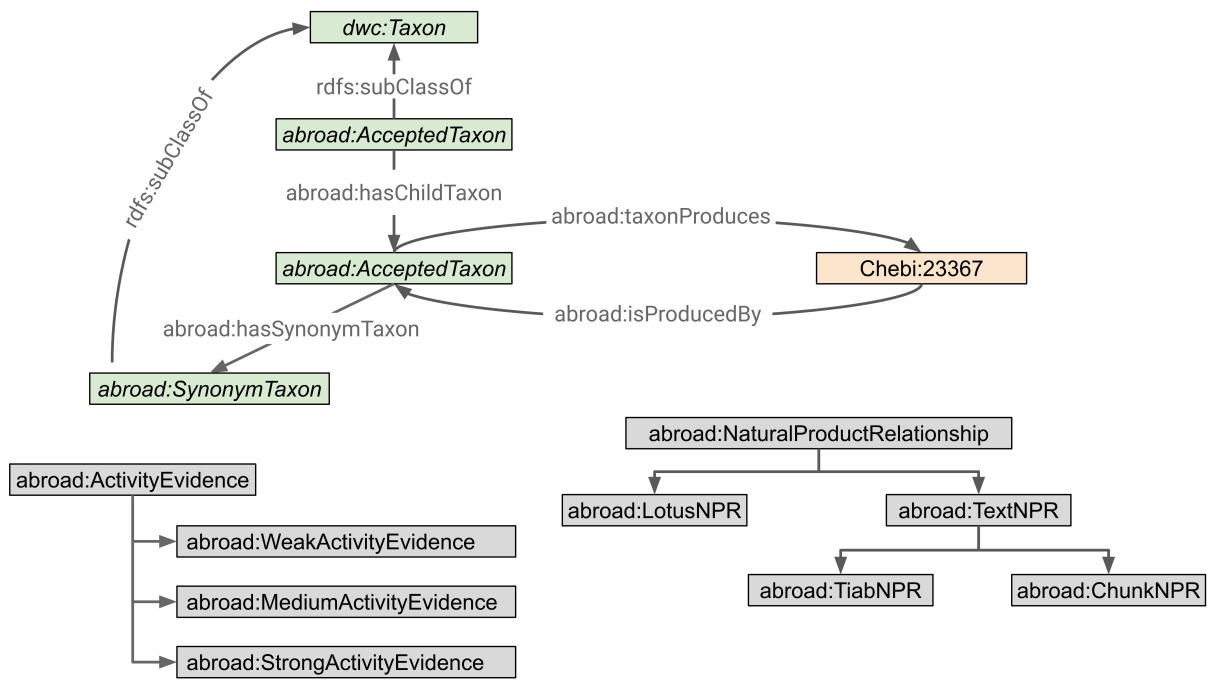 dwc:Taxon
rdfs:subClassOf
rdfs:subClassOf
abroad:AcceptedTaxon
abroad:hasChildTaxon
abroad:taxonProduces
abroad:AcceptedTaxon
Chebi:23367
abroad:isProducedBy
abroad:hasSynonymTaxon
abroad:SynonymTaxon
abroad:NaturalProductRelationship
abroad:ActivityEvidence
abroad:LotusNPR
abroad:TextNPR
abroad:WeakActivityEvidence
abroad:TiabNPR
abroad:ChunkNPR
abroad:MediumActivityEvidence
abroad:StrongActivityEvidence